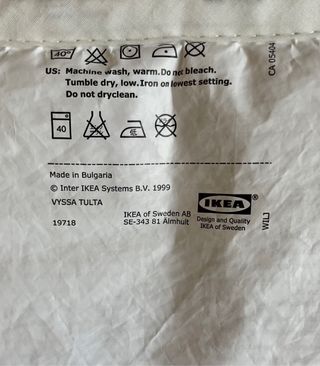 40°
US: Machine wash, warm.Do not bleach.
Tumble dry, low.Iron on lowest setting.
Do not dryclean.
40
Made in Bulgaria
© Inter IKEA Systems B.V. 1999
VYSSA TULTA
19718
IKEA of Sweden AB
SE-343 81 Älmhult
IKEA®
Design and Quality
IKEA of Sweden
CA 05404